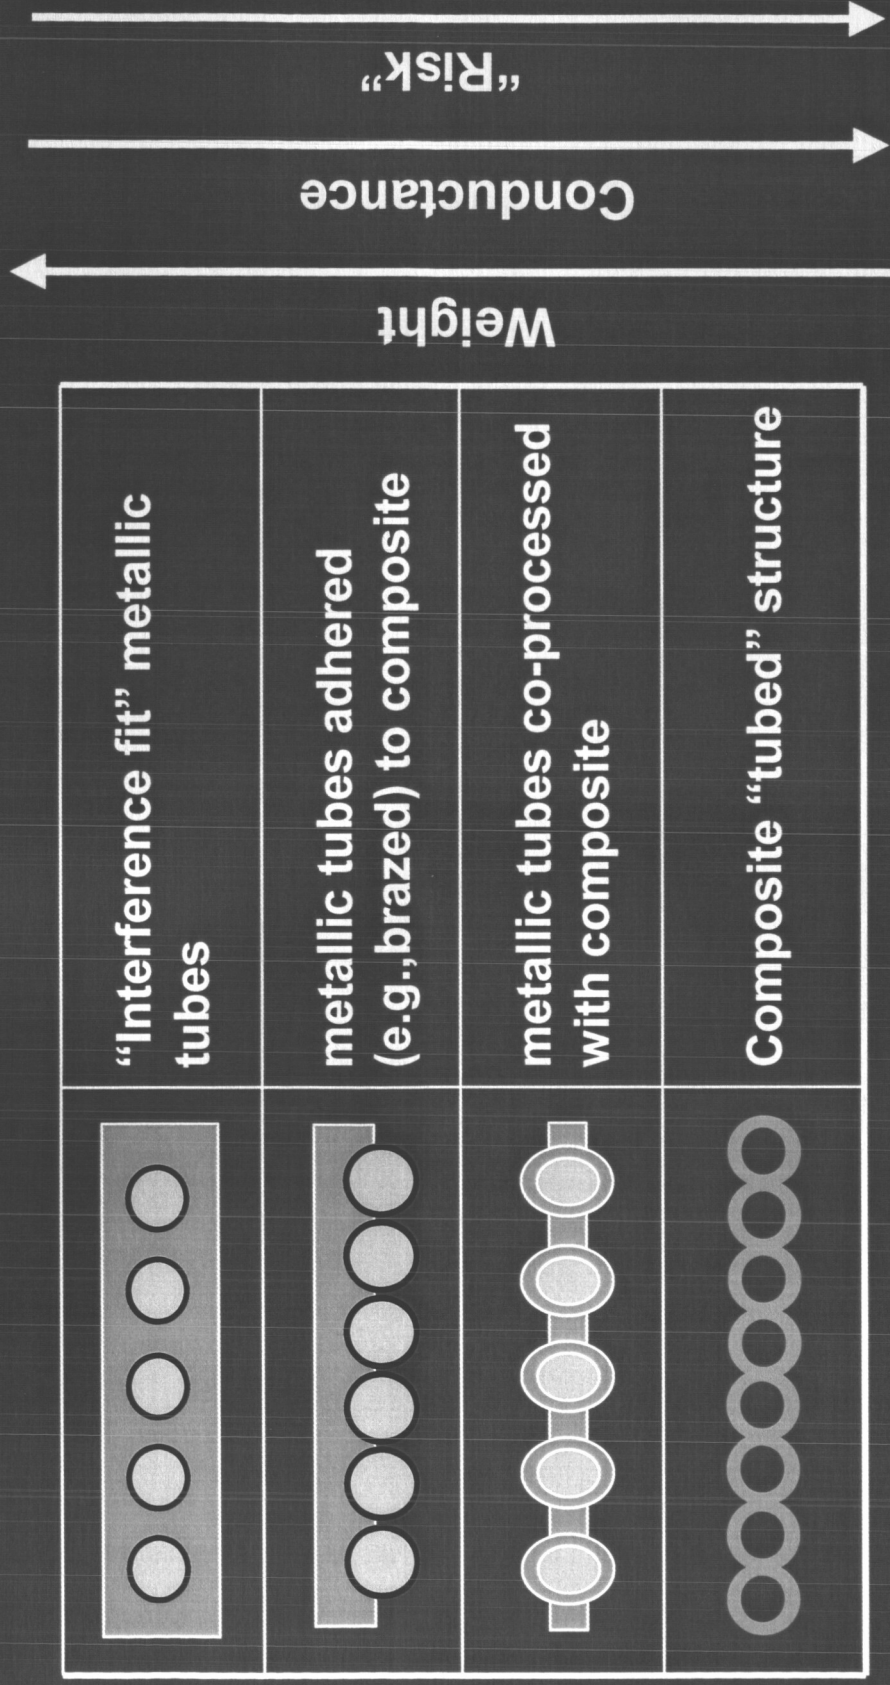 “Interference fit” metallic
tubes
metallic tubes adhered
(e.g.,brazed) to composite
metallic tubes co-processed
with composite
Composite “tubed” structure
Weight
Conductance
“Risk”